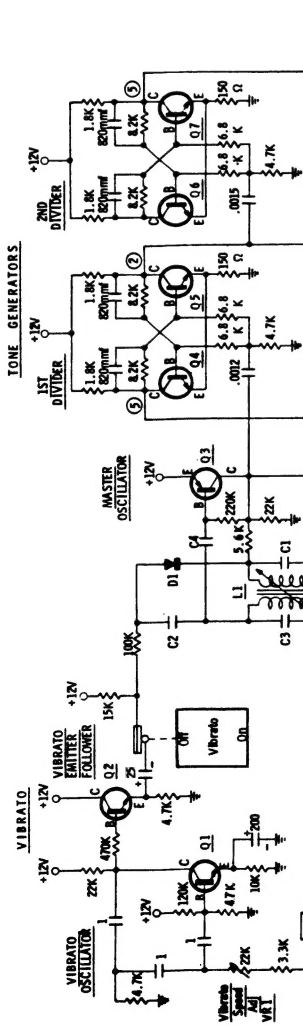 VIBRATO
VIBRATO
OSCILLATOR
+12V
22K
1
1
4.7K
Vibrato
Speed
Adj
VR1
22K
3.3K
+12V
120K
1
47K
10K
200
+
B
C
E
Q1
+12V
470K
B
C
E
Q2
VIBRATO
EMITTER
FOLLOWER
4.7K
25
+
-
+12V
15K
Off
Vibrato
On
100K
C2
D1
C4
L1
C3
C1
5.6K
220K
22K
MASTER
OSCILLATOR
+12V
E
B
C
Q3
TONE GENERATORS
1ST
DIVIDER
+12V
1.8K
820mmf
8.2K
1.8K
820mmf
8.2K
5
2
C
B
E
Q4
C
B
E
Q5
6.8
K
6.8
K
150
Ω
.0012
4.7K
2ND
DIVIDER
+12V
1.8K
820mmf
8.2K
1.8K
820mmf
8.2K
5
C
B
E
Q6
C
B
E
Q7
6.8
K
6.8
K
150
Ω
.0015
4.7K